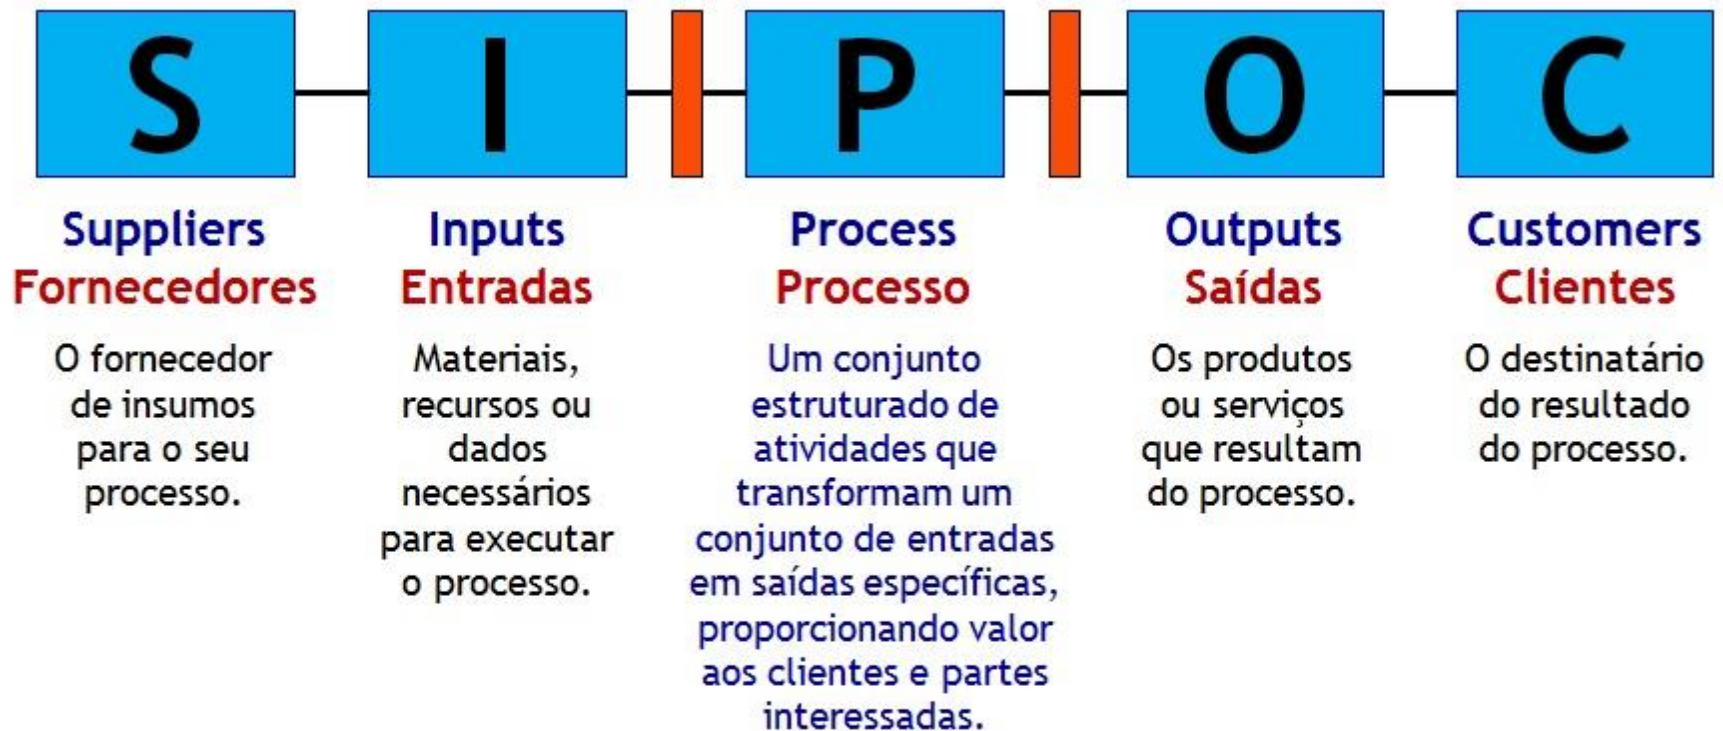 S
I
P
O
C
Suppliers
Fornecedores
O fornecedor
de insumos
para o seu
processo.
Inputs
Entradas
Materiais,
recursos ou
dados
necessários
para executar
o processo.
Process
Processo
Um conjunto
estruturado de
atividades que
transformam um
conjunto de entradas
em saídas específicas,
proporcionando valor
aos clientes e partes
interessadas.
Outputs
Saídas
Os produtos
ou serviços
que resultam
do processo.
Customers
Clientes
O destinatário
do resultado
do processo.